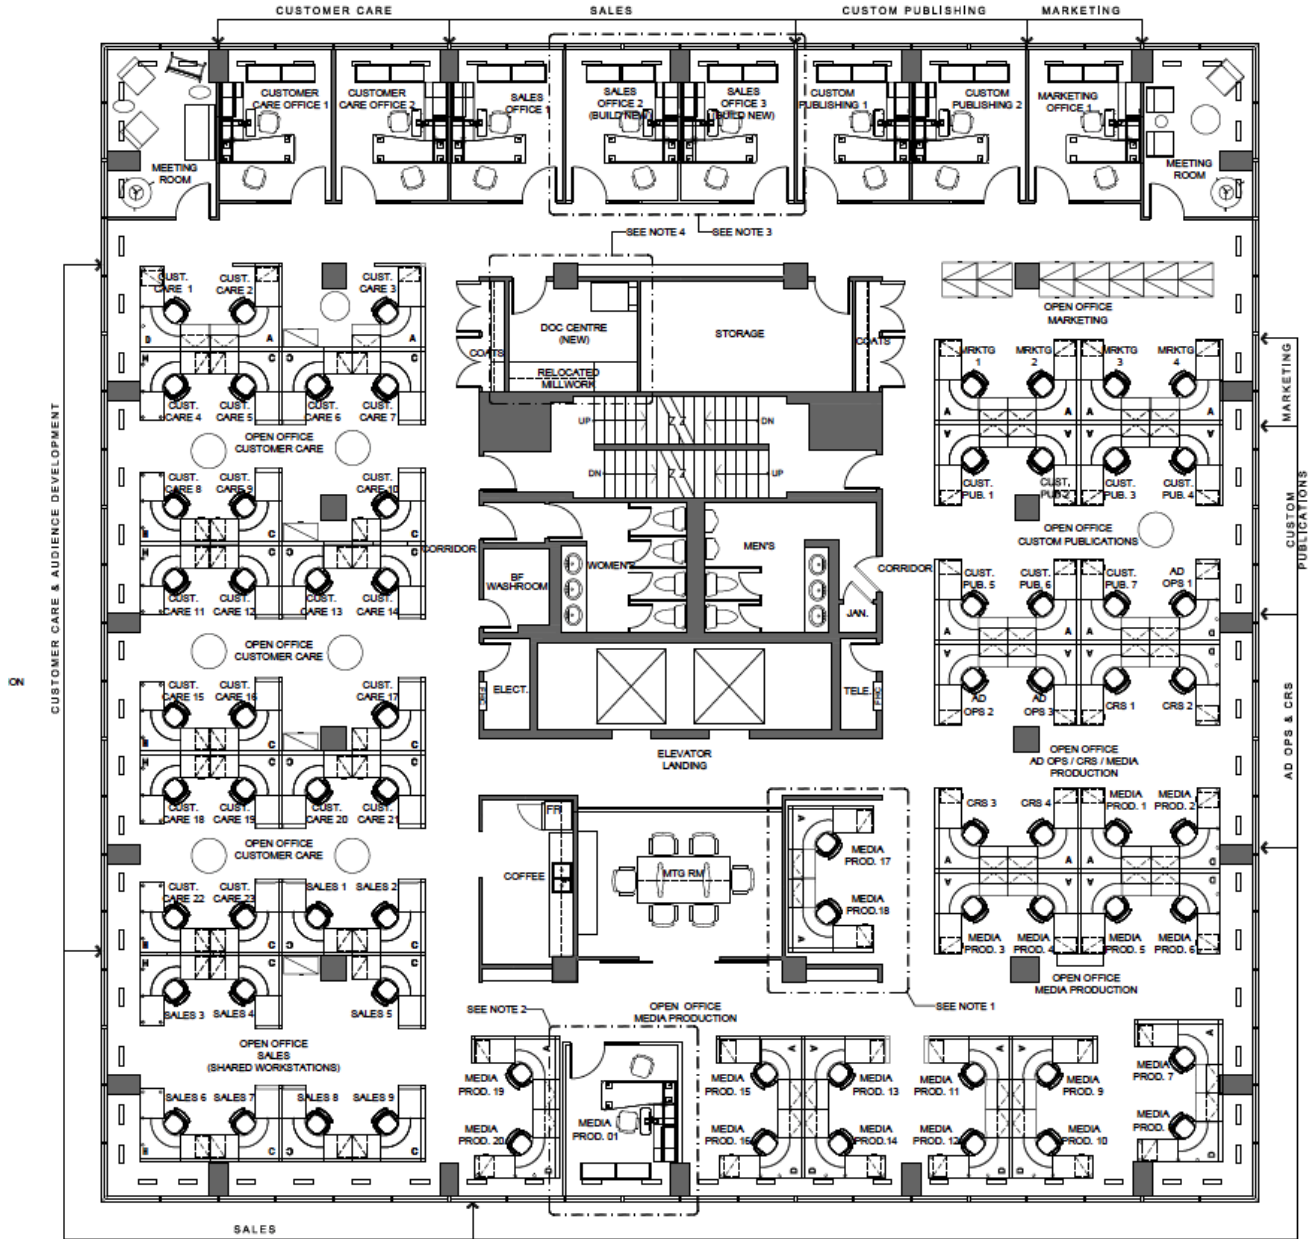 CUSTOMER CARE
SALES
CUSTOM PUBLISHING
MARKETING
CUSTOMER
CARE OFFICE 1
CUSTOMER
CARE OFFICE 2
SALES
OFFICE 1
SALES
OFFICE 2
(BUILD NEW)
SALES
OFFICE 3
(BUILD NEW)
CUSTOM
PUBLISHING 1
CUSTOM
PUBLISHING 2
MARKETING
OFFICE 1
MEETING
ROOM
MEETING
ROOM
SEE NOTE 4
SEE NOTE 3
CUST.
CARE 1
CUST.
CARE 2
CUST.
CARE 3
DOC CENTRE
(NEW)
STORAGE
COATS
COATS
RELOCATED
MILLWORK
OPEN OFFICE
MARKETING
MRKTG
1
MRKTG
2
MRKTG
3
MRKTG
4
CUST.
CARE 4
CUST.
CARE 5
CUST.
CARE 6
CUST.
CARE 7
OPEN OFFICE
CUSTOMER CARE
UP
DN
DN
UP
CUST.
PUB. 1
CUST.
PUB. 2
CUST.
PUB. 3
CUST.
PUB. 4
CUST.
CARE 8
CUST.
CARE 9
CUST.
CARE 10
OPEN OFFICE
CUSTOM PUBLICATIONS
CORRIDOR
BF
WASHROOM
WOMEN'S
MEN'S
CORRIDOR
JAN.
CUST.
CARE 11
CUST.
CARE 12
CUST.
CARE 13
CUST.
CARE 14
CUST.
PUB. 5
CUST.
PUB. 6
CUST.
PUB. 7
AD
OPS 1
OPEN OFFICE
CUSTOMER CARE
ELECT.
TELE.
FHC
FHC
AD
OPS 2
AD
OPS 3
CRS 1
CRS 2
CUST.
CARE 15
CUST.
CARE 16
CUST.
CARE 17
ELEVATOR
LANDING
OPEN OFFICE
AD OPS / CRS / MEDIA
PRODUCTION
CUST.
CARE 18
CUST.
CARE 19
CUST.
CARE 20
CUST.
CARE 21
CRS 3
CRS 4
MEDIA
PROD. 1
MEDIA
PROD. 2
OPEN OFFICE
CUSTOMER CARE
FR
COFFEE
MTG RM
MEDIA
PROD. 17
MEDIA
PROD.18
CUST.
CARE 22
CUST.
CARE 23
SALES 1
SALES 2
MEDIA
PROD. 3
MEDIA
PROD. 4
MEDIA
PROD. 5
MEDIA
PROD. 6
OPEN OFFICE
MEDIA PRODUCTION
SALES 3
SALES 4
SALES 5
SEE NOTE 2
OPEN OFFICE
MEDIA PRODUCTION
SEE NOTE 1
OPEN OFFICE
SALES
(SHARED WORKSTATIONS)
MEDIA
PROD. 19
MEDIA
PROD. 15
MEDIA
PROD. 13
MEDIA
PROD. 11
MEDIA
PROD. 9
MEDIA
PROD. 7
SALES 6
SALES 7
SALES 8
SALES 9
MEDIA
PROD. 20
MEDIA
PROD. 01
MEDIA
PROD. 16
MEDIA
PROD.14
MEDIA
PROD. 12
MEDIA
PROD. 10
MEDIA
PROD.
SALES
CUSTOMER CARE & AUDIENCE DEVELOPMENT
ION
MARKETING
CUSTOM
PUBLICATIONS
AD OPS & CRS